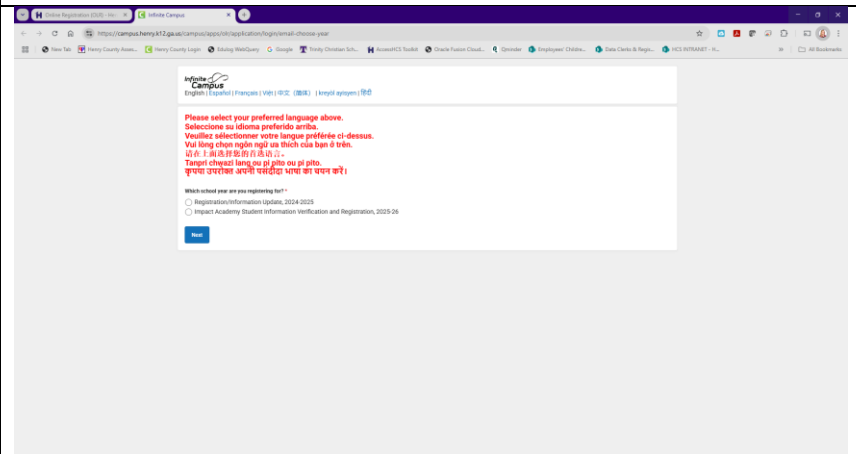 Online Registration (OLR) - He
Infinite Campus
https://campus.henry.k12.ga.us/campus/apps/olr/application/login/email-choose-year
New Tab
Henry County Asses...
Henry County Login
Edulog WebQuery
Google
Trinity Christian Sch...
AccessHCS Toolkit
Oracle Fusion Cloud...
Qminder
Employees' Childre...
Data Clerks & Regis...
HCS INTRANET - H...
All Bookmarks
Infinite
Campus
English | Español | Français | Việt | 中文 (简体) | kreyòl ayisyen | हिंदी
Please select your preferred language above.
Seleccione su idioma preferido arriba.
Veuillez sélectionner votre langue préférée ci-dessus.
Vui lòng chọn ngôn ngữ ưa thích của bạn ở trên.
请在上面选择您的首选语言。
Tanpri chwazi lang ou pi pito ou pi pito.
कृपया उपरोक्त अपनी पसंदीदा भाषा का चयन करें।
Which school year are you registering for? *
Registration/Information Update, 2024-2025
Impact Academy Student Information Verification and Registration, 2025-26
Next